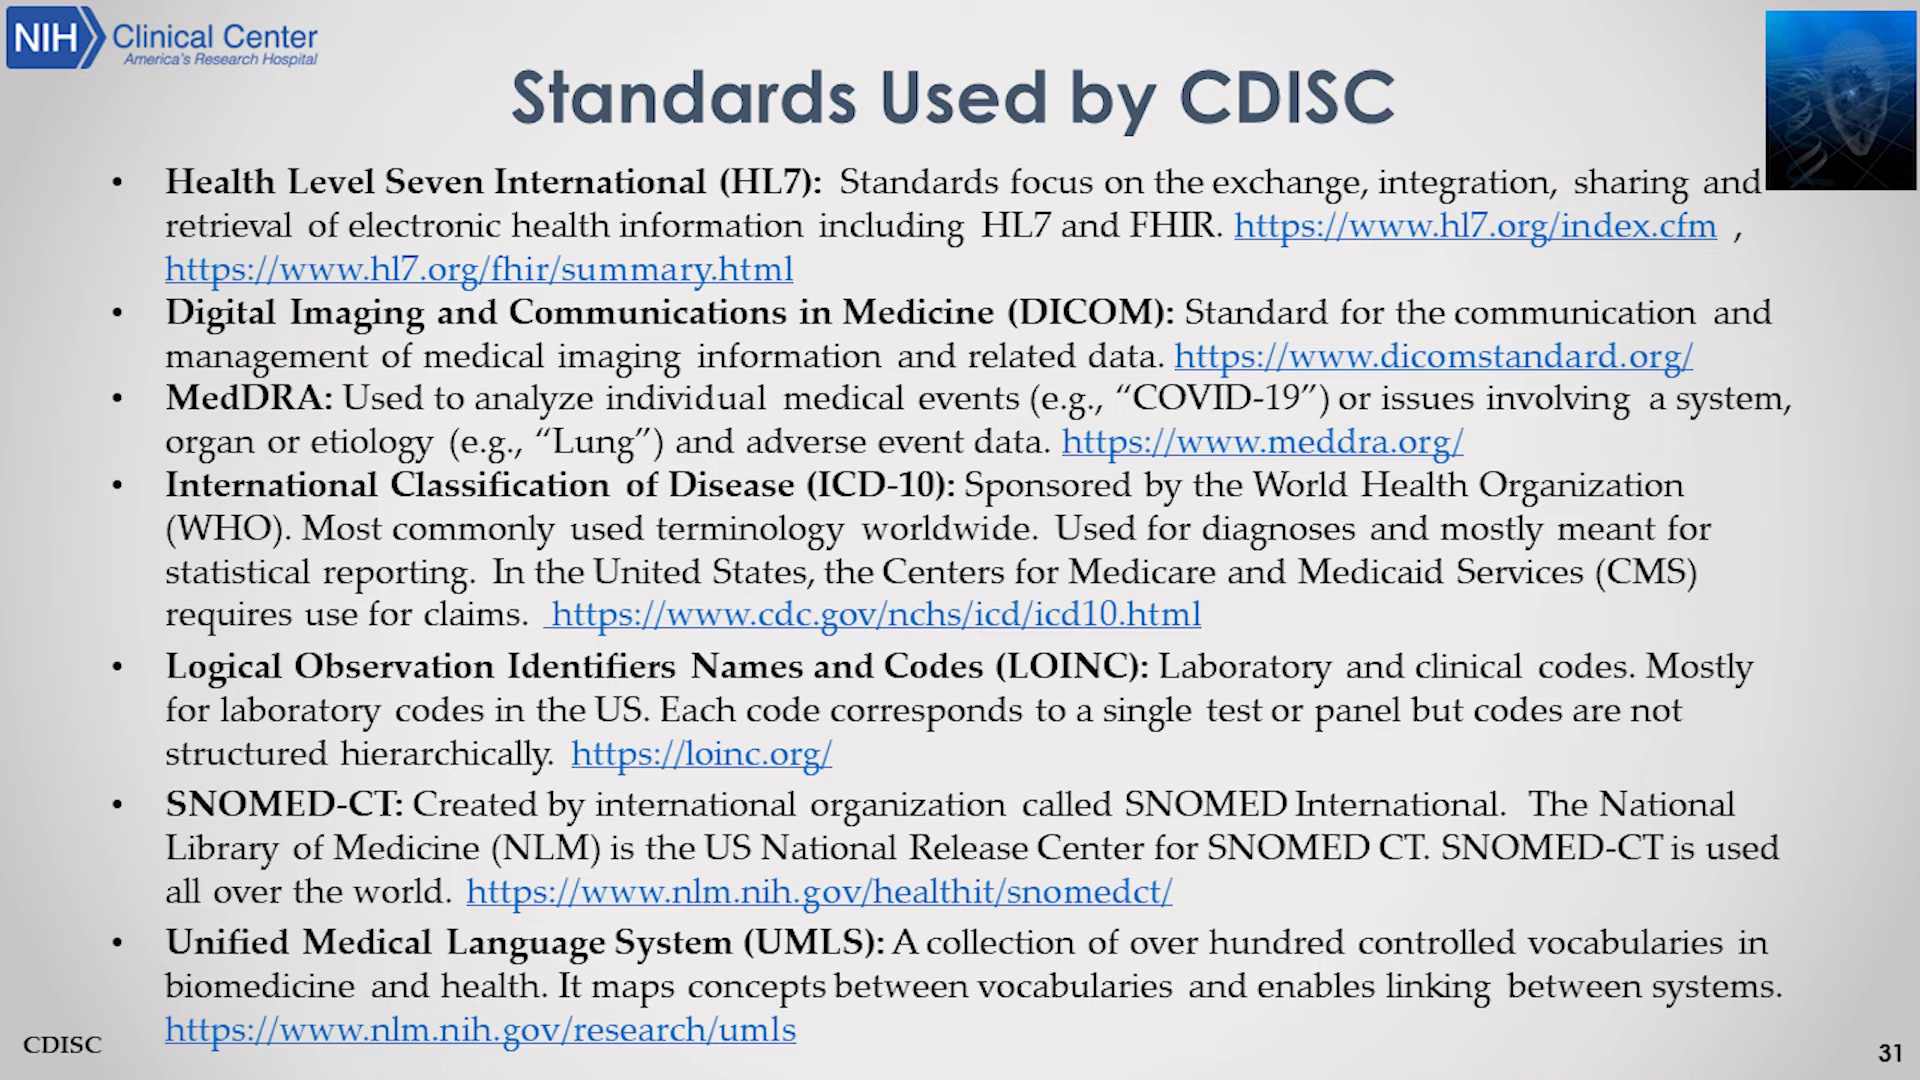 NIH Clinical Center
America's Research Hospital
Standards Used by CDISC
• Health Level Seven International (HL7): Standards focus on the exchange, integration, sharing and
retrieval of electronic health information including HL7 and FHIR. https://www.hl7.org/index.cfm ,
https://www.hl7.org/fhir/summary.html
• Digital Imaging and Communications in Medicine (DICOM): Standard for the communication and
management of medical imaging information and related data. https://www.dicomstandard.org/
• MedDRA: Used to analyze individual medical events (e.g., “COVID-19”) or issues involving a system,
organ or etiology (e.g., “Lung”) and adverse event data. https://www.meddra.org/
• International Classification of Disease (ICD-10): Sponsored by the World Health Organization
(WHO). Most commonly used terminology worldwide. Used for diagnoses and mostly meant for
statistical reporting. In the United States, the Centers for Medicare and Medicaid Services (CMS)
requires use for claims. https://www.cdc.gov/nchs/icd/icd10.html
• Logical Observation Identifiers Names and Codes (LOINC): Laboratory and clinical codes. Mostly
for laboratory codes in the US. Each code corresponds to a single test or panel but codes are not
structured hierarchically. https://loinc.org/
• SNOMED-CT: Created by international organization called SNOMED International. The National
Library of Medicine (NLM) is the US National Release Center for SNOMED CT. SNOMED-CT is used
all over the world. https://www.nlm.nih.gov/healthit/snomedct/
• Unified Medical Language System (UMLS): A collection of over hundred controlled vocabularies in
biomedicine and health. It maps concepts between vocabularies and enables linking between systems.
https://www.nlm.nih.gov/research/umls
CDISC
31